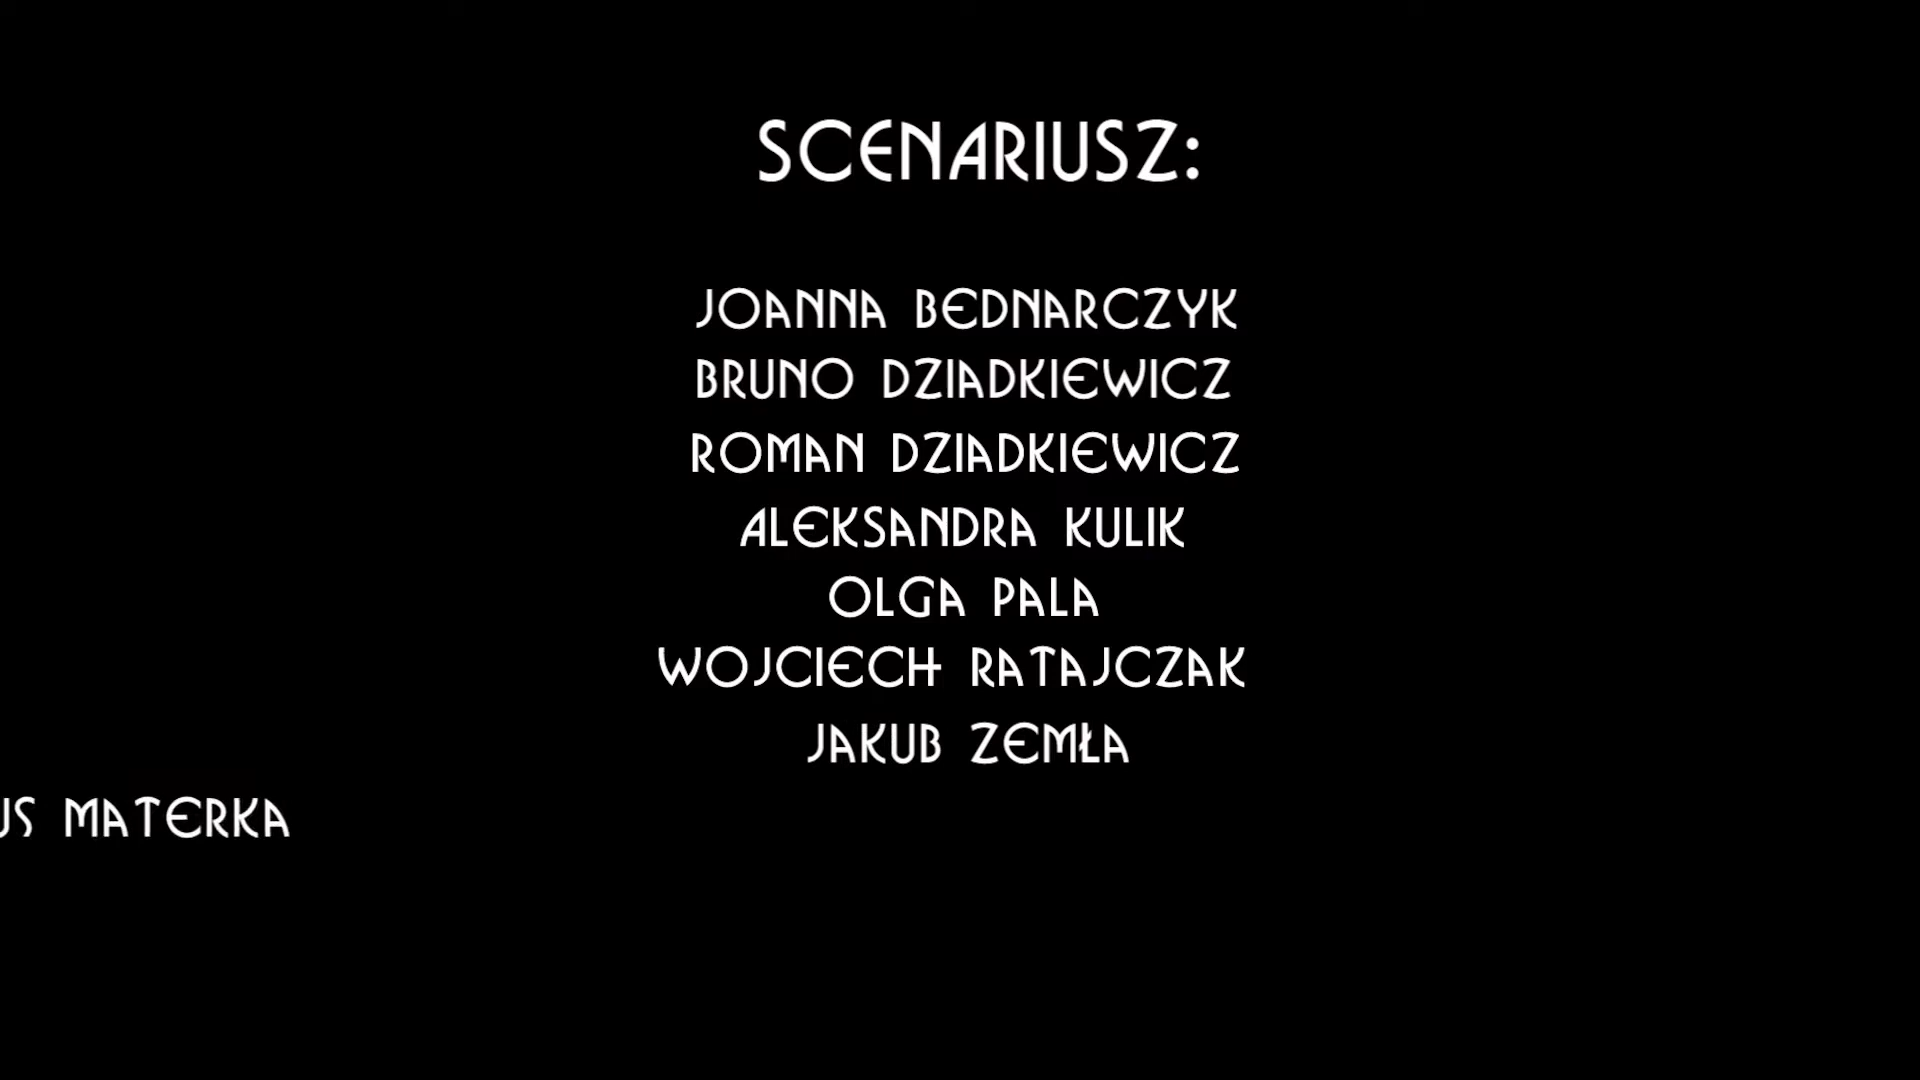 SCENARIUSZ:
JOANNA BEDNARCZYK
BRUNO DZIADKIEWICZ
ROMAN DZIADKIEWICZ
ALEKSANDRA KULIK
OLGA PALA
WOJCIECH RATAJCZAK
JAKUB ZEMŁA
MATERKA